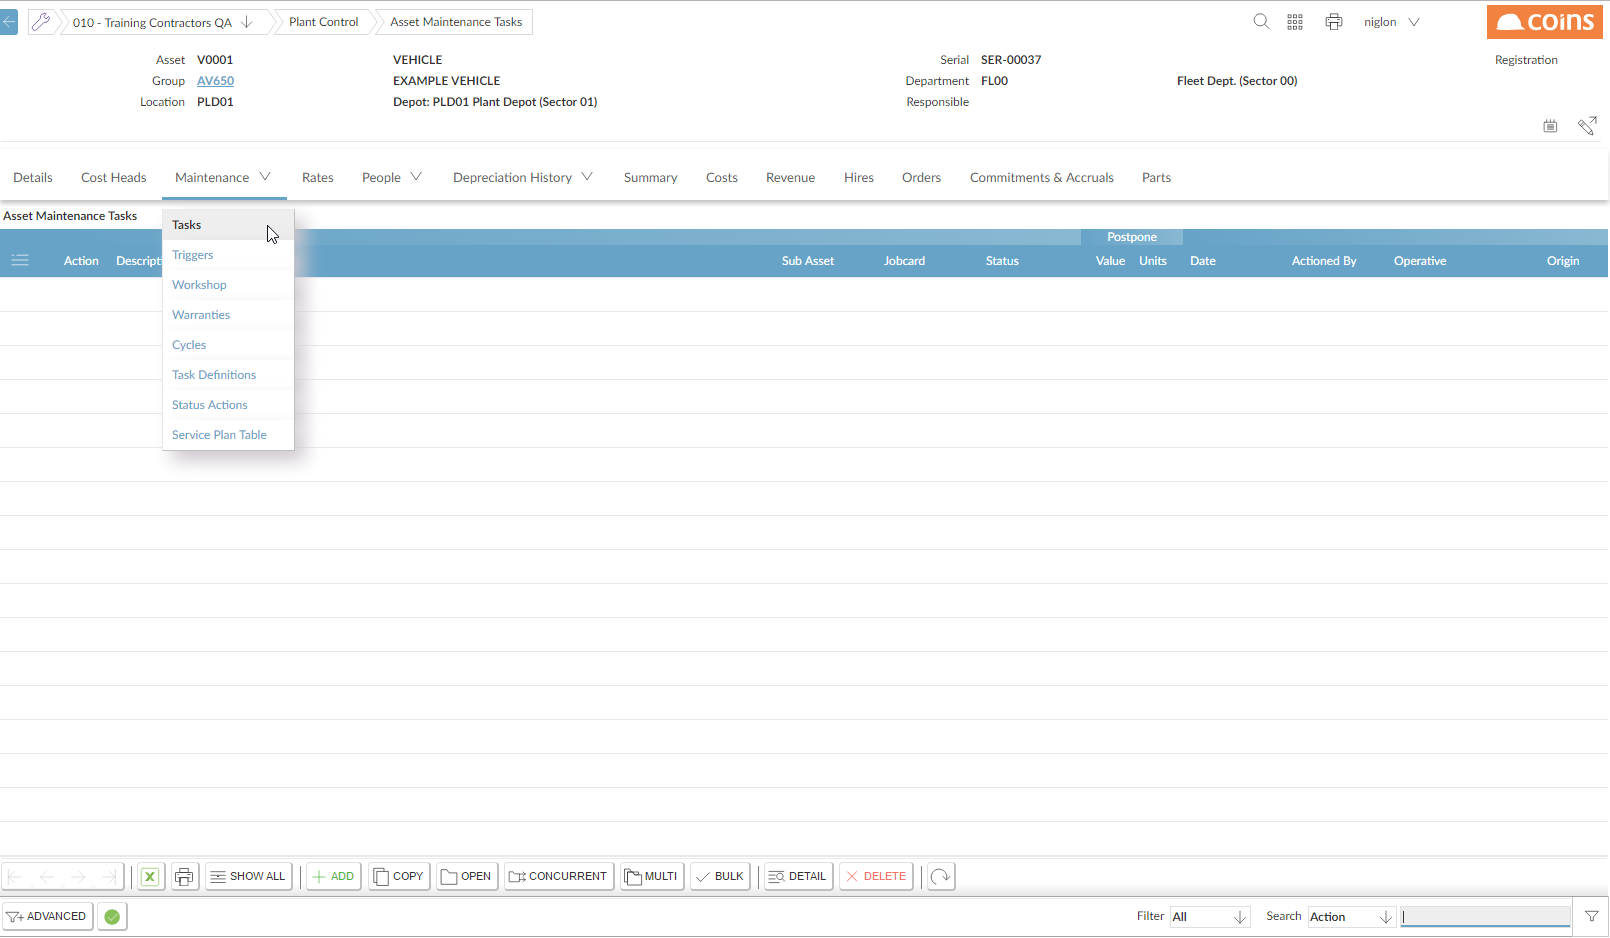 010 - Training Contractors QA Plant Control Asset Maintenance Tasks niglon coins
Asset V0001 VEHICLE Serial SER-00037 Registration
Group AV650 EXAMPLE VEHICLE Department FL00 Fleet Dept. (Sector 00)
Location PLD01 Depot: PLD01 Plant Depot (Sector 01) Responsible
Details Cost Heads Maintenance Rates People Depreciation History Summary Costs Revenue Hires Orders Commitments & Accruals Parts
Asset Maintenance Tasks
Postpone
Action Descripti Sub Asset Jobcard Status Value Units Date Actioned By Operative Origin
Tasks
Triggers
Workshop
Warranties
Cycles
Task Definitions
Status Actions
Service Plan Table
SHOW ALL ADD COPY OPEN CONCURRENT MULTI BULK DETAIL DELETE
ADVANCED Filter All Search Action